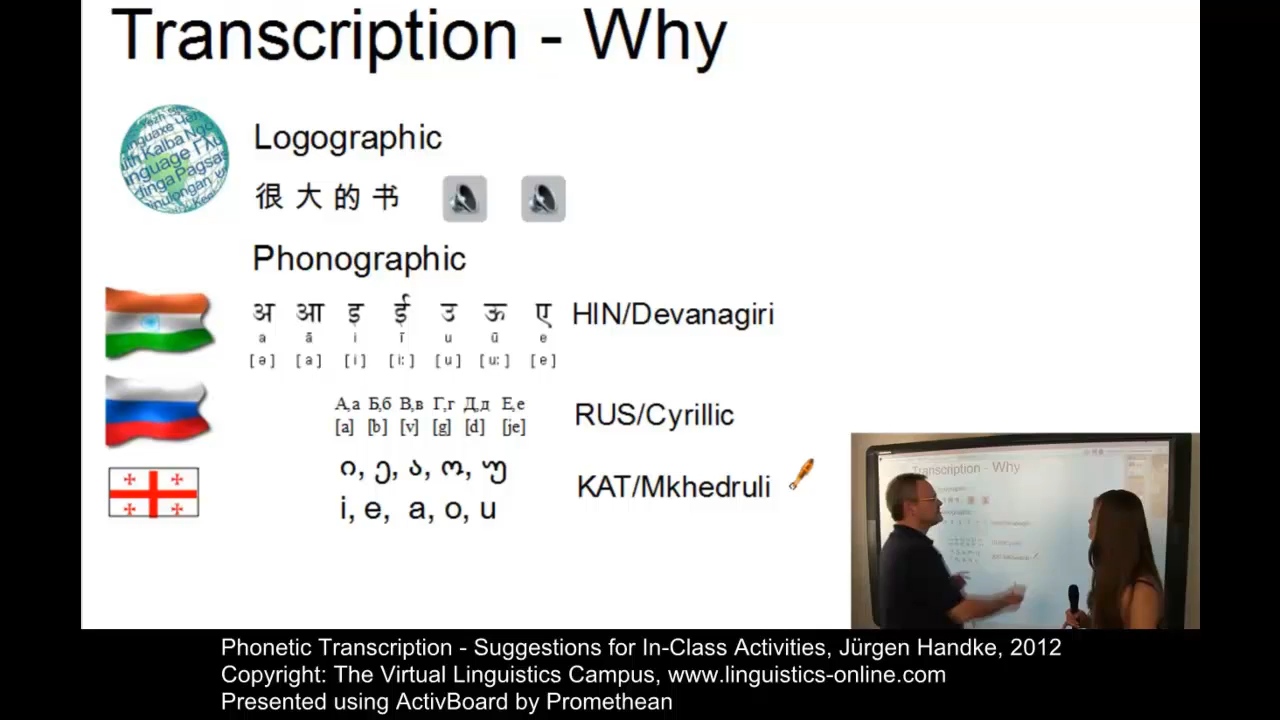 Transcription - Why
Logographic
很大的书
Phonographic
अ आ इ ई उ ऊ ए HIN/Devanagiri
a ā i ī u ū e
[ə] [a] [i] [i:] [u] [u:] [e]
А,а Б,б В,в Г,г Д,д Е,е
[a] [b] [v] [g] [d] [je] RUS/Cyrillic
ი, ე, ა, ო, უ KAT/Mkhedruli
i, e, a, o, u
Transcription - Why
Phonetic Transcription - Suggestions for In-Class Activities, Jürgen Handke, 2012
Copyright: The Virtual Linguistics Campus, www.linguistics-online.com
Presented using ActivBoard by Promethean